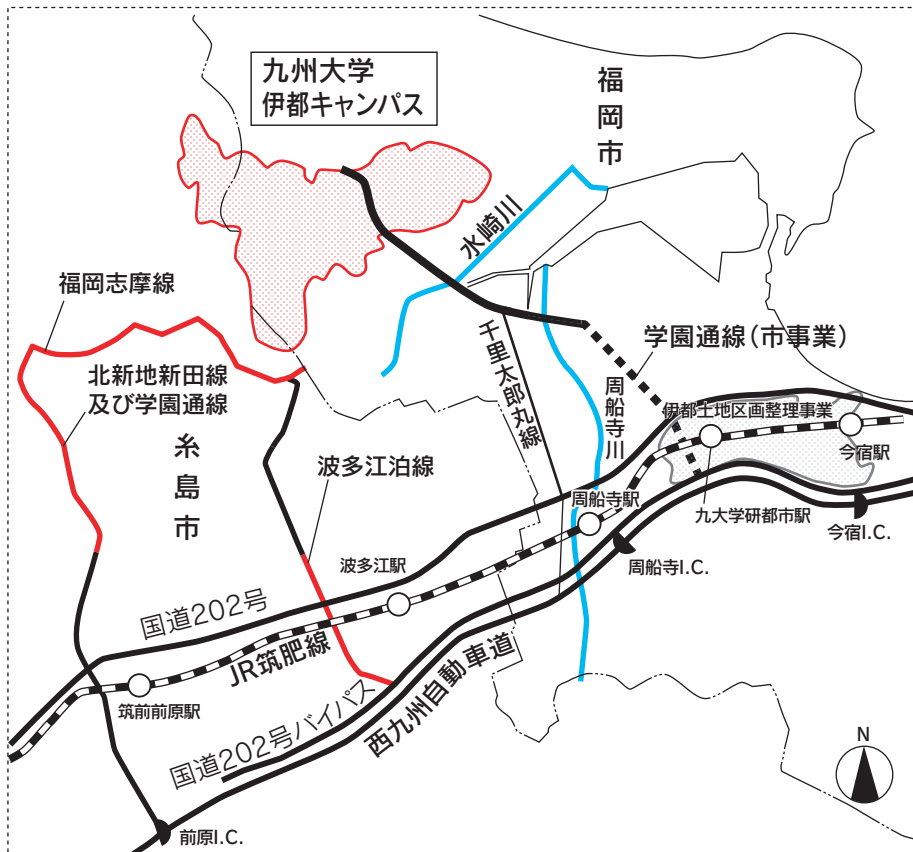 九州大学
伊都キャンパス
福岡市
水崎川
福岡志摩線
北新地新田線
及び学園通線
糸島市
千里太郎丸線
学園通線(市事業)
周船寺川
伊都土地区画整理事業
今宿駅
波多江泊線
周船寺駅
九大学研都市駅
今宿I.C.
波多江駅
周船寺I.C.
国道202号
JR筑肥線
西九州自動車道
筑前前原駅
国道202号バイパス
N
前原I.C.